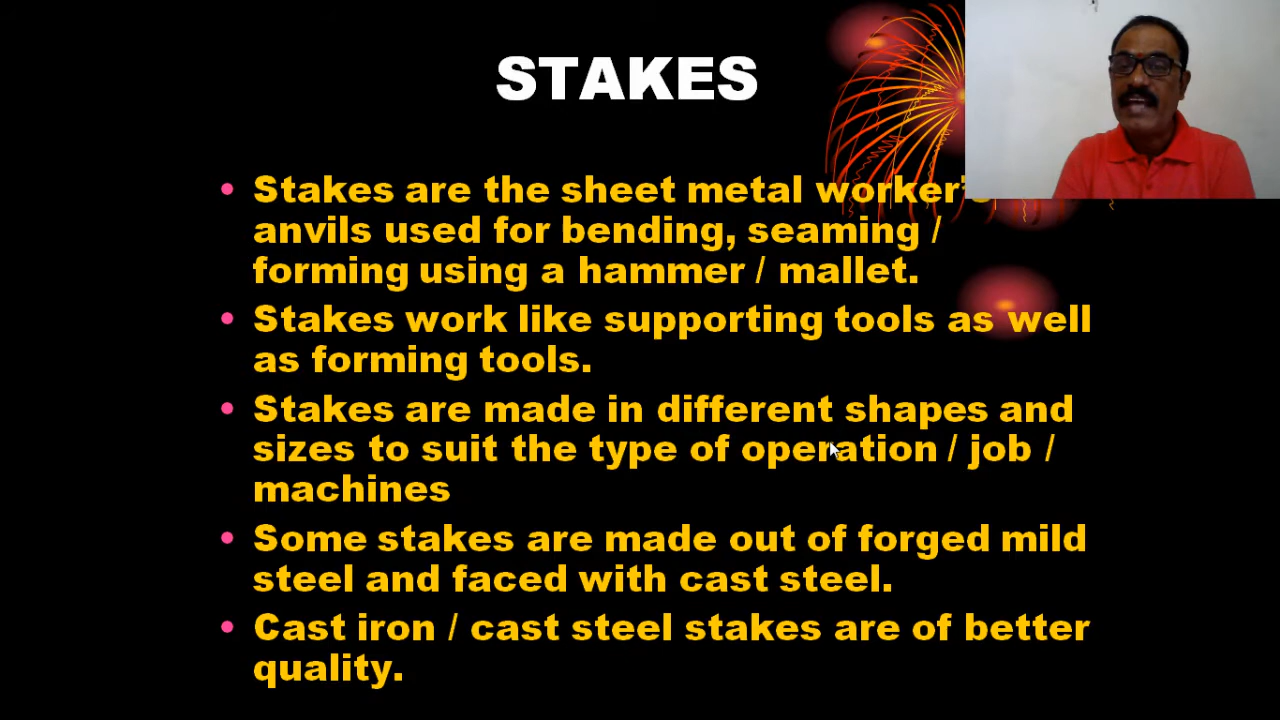 STAKES
• Stakes are the sheet metal worker's
anvils used for bending, seaming /
forming using a hammer / mallet.
• Stakes work like supporting tools as well
as forming tools.
• Stakes are made in different shapes and
sizes to suit the type of operation / job /
machines
• Some stakes are made out of forged mild
steel and faced with cast steel.
• Cast iron / cast steel stakes are of better
quality.